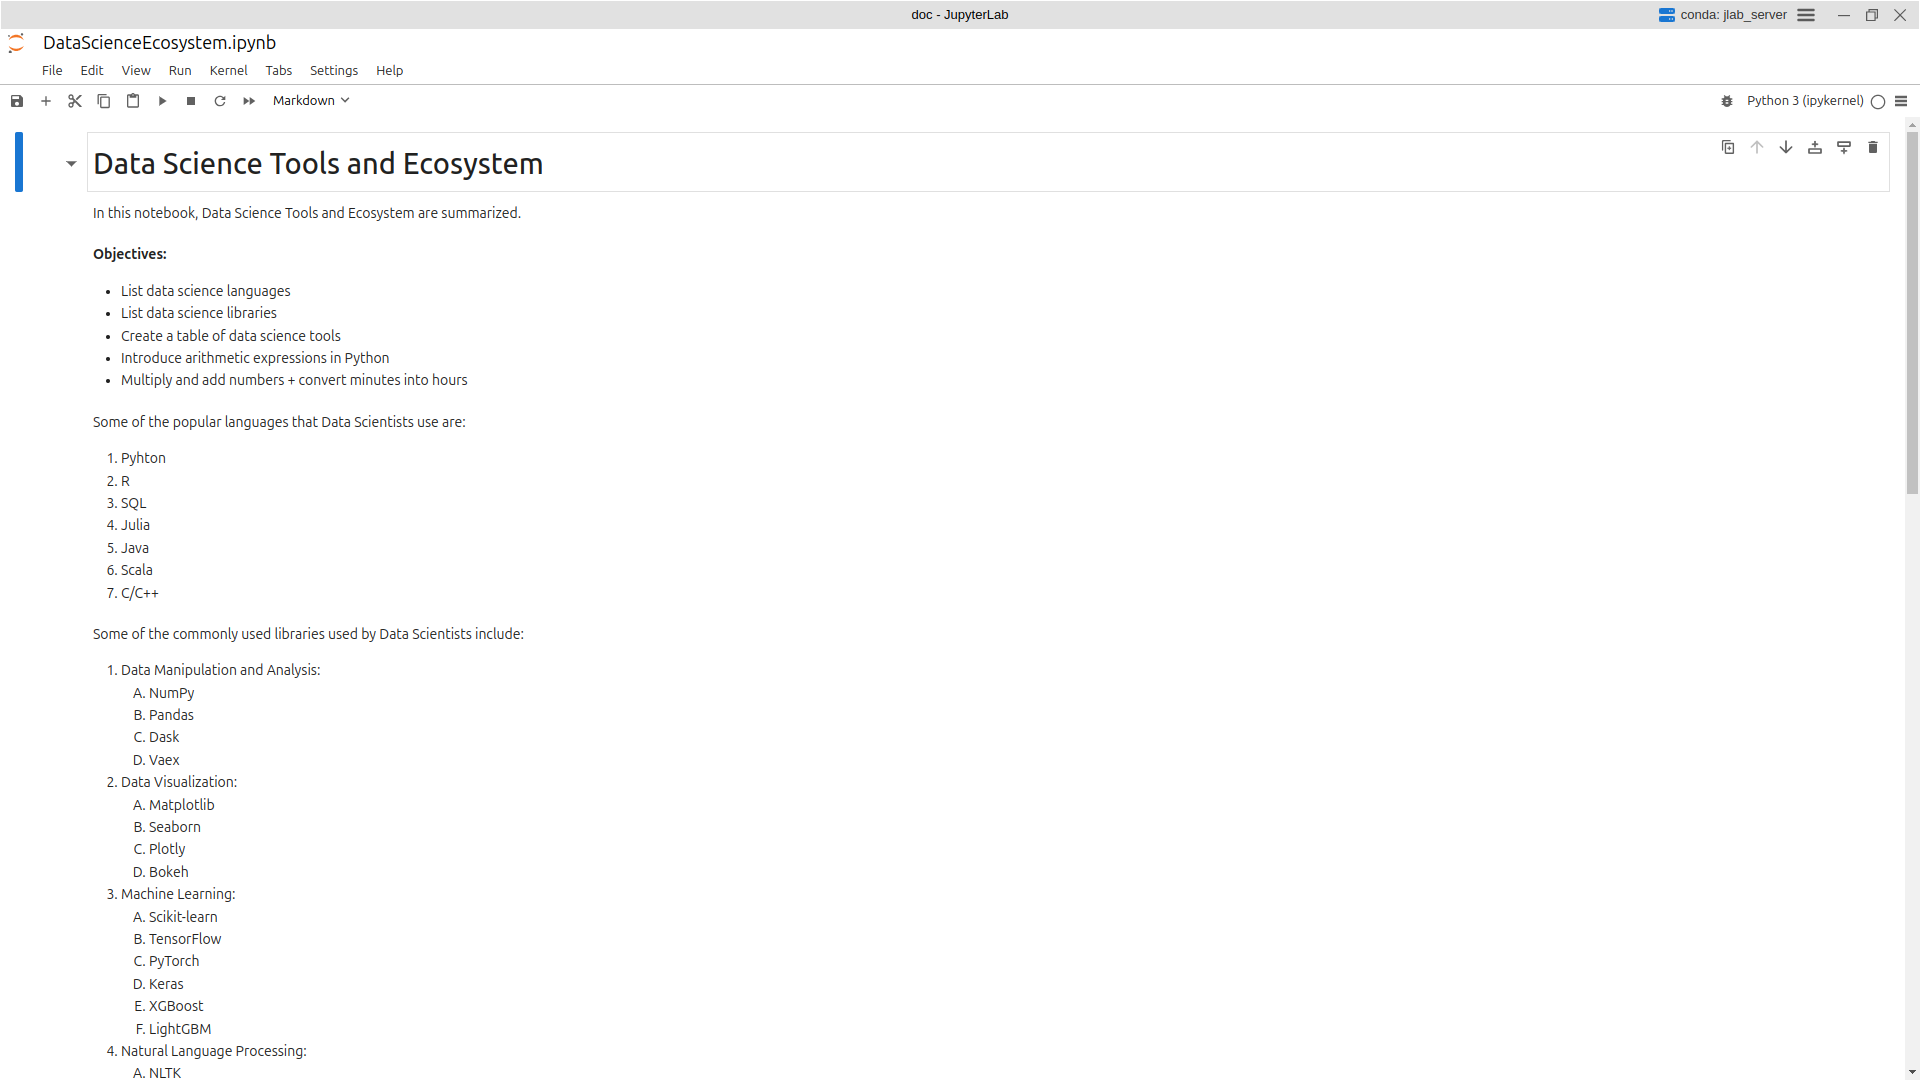 doc - JupyterLab
conda: jlab_server
DataScienceEcosystem.ipynb
File Edit View Run Kernel Tabs Settings Help
Markdown
Python 3 (ipykernel)
Data Science Tools and Ecosystem
In this notebook, Data Science Tools and Ecosystem are summarized.
Objectives:
• List data science languages
• List data science libraries
• Create a table of data science tools
• Introduce arithmetic expressions in Python
• Multiply and add numbers + convert minutes into hours
Some of the popular languages that Data Scientists use are:
1. Pyhton
2. R
3. SQL
4. Julia
5. Java
6. Scala
7. C/C++
Some of the commonly used libraries used by Data Scientists include:
1. Data Manipulation and Analysis:
A. NumPy
B. Pandas
C. Dask
D. Vaex
2. Data Visualization:
A. Matplotlib
B. Seaborn
C. Plotly
D. Bokeh
3. Machine Learning:
A. Scikit-learn
B. TensorFlow
C. PyTorch
D. Keras
E. XGBoost
F. LightGBM
4. Natural Language Processing:
A. NLTK